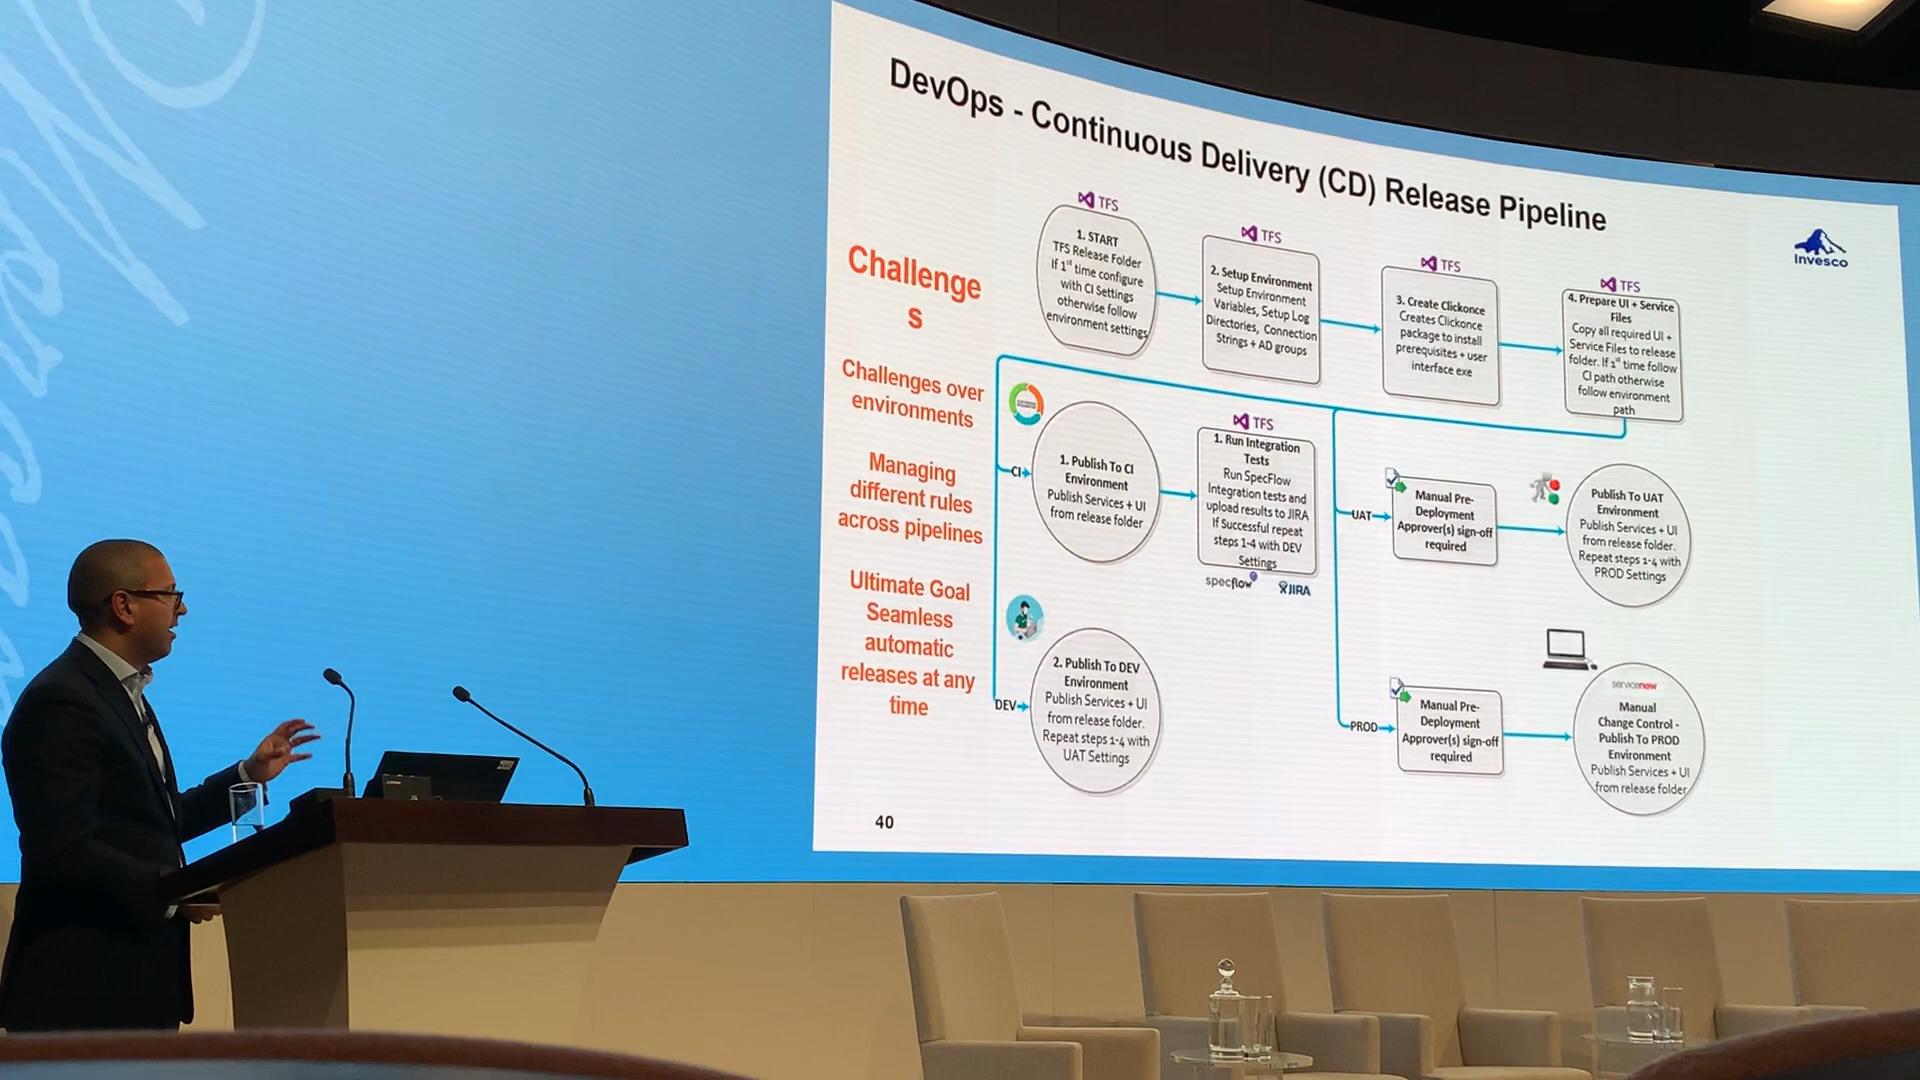 DevOps - Continuous Delivery (CD) Release Pipeline
Invesco
Challenge
s
Challenges over
environments
Managing
different rules
across pipelines
Ultimate Goal
Seamless
automatic
releases at any
time
TFS
1. START
TFS Release Folder
If 1st time configure
with CI Settings
otherwise follow
environment settings
TFS
2. Setup Environment
Setup Environment
Variables, Setup Log
Directories, Connection
Strings + AD groups
TFS
3. Create Clickonce
Creates Clickonce
package to install
prerequisites + user
interface exe
TFS
4. Prepare UI + Service
Files
Copy all required UI +
Service Files to release
folder. If 1st time follow
CI path otherwise
follow environment
path
CI
1. Publish To CI
Environment
Publish Services + UI
from release folder
TFS
1. Run Integration
Tests
Run SpecFlow
Integration tests and
upload results to JIRA
If Successful repeat
steps 1-4 with DEV
Settings
specflow
JIRA
UAT
Manual Pre-
Deployment
Approver(s) sign-off
required
Publish To UAT
Environment
Publish Services + UI
from release folder.
Repeat steps 1-4 with
PROD Settings
DEV
2. Publish To DEV
Environment
Publish Services + UI
from release folder.
Repeat steps 1-4 with
UAT Settings
PROD
Manual Pre-
Deployment
Approver(s) sign-off
required
servicenow
Manual
Change Control -
Publish To PROD
Environment
Publish Services + UI
from release folder
40